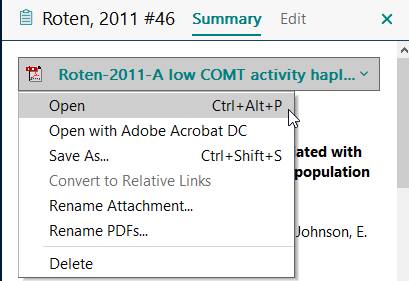 Roten, 2011 #46 Summary Edit
Roten-2011-A low COMT activity hapl...
Open Ctrl+Alt+P
Open with Adobe Acrobat DC
Save As... Ctrl+Shift+S
ated with
Convert to Relative Links
population
Rename Attachment...
Rename PDFs...
Johnson, E.
Delete